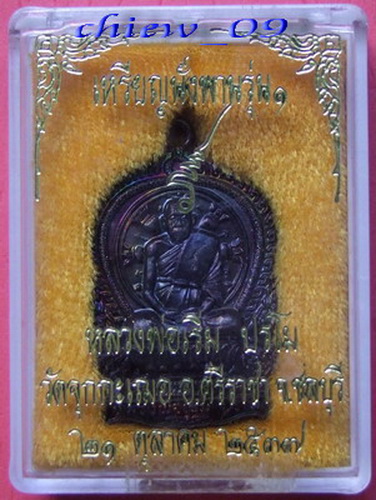 chiew_09
เหรียญนั่งพานรุ่น๑
หลวงพ่อเริ่ม ปรโม
วัดจุกกะเฌอ อ.ศรีราชา จ.ชลบุรี
๒๑ ตุลาคม ๒๕๓๗